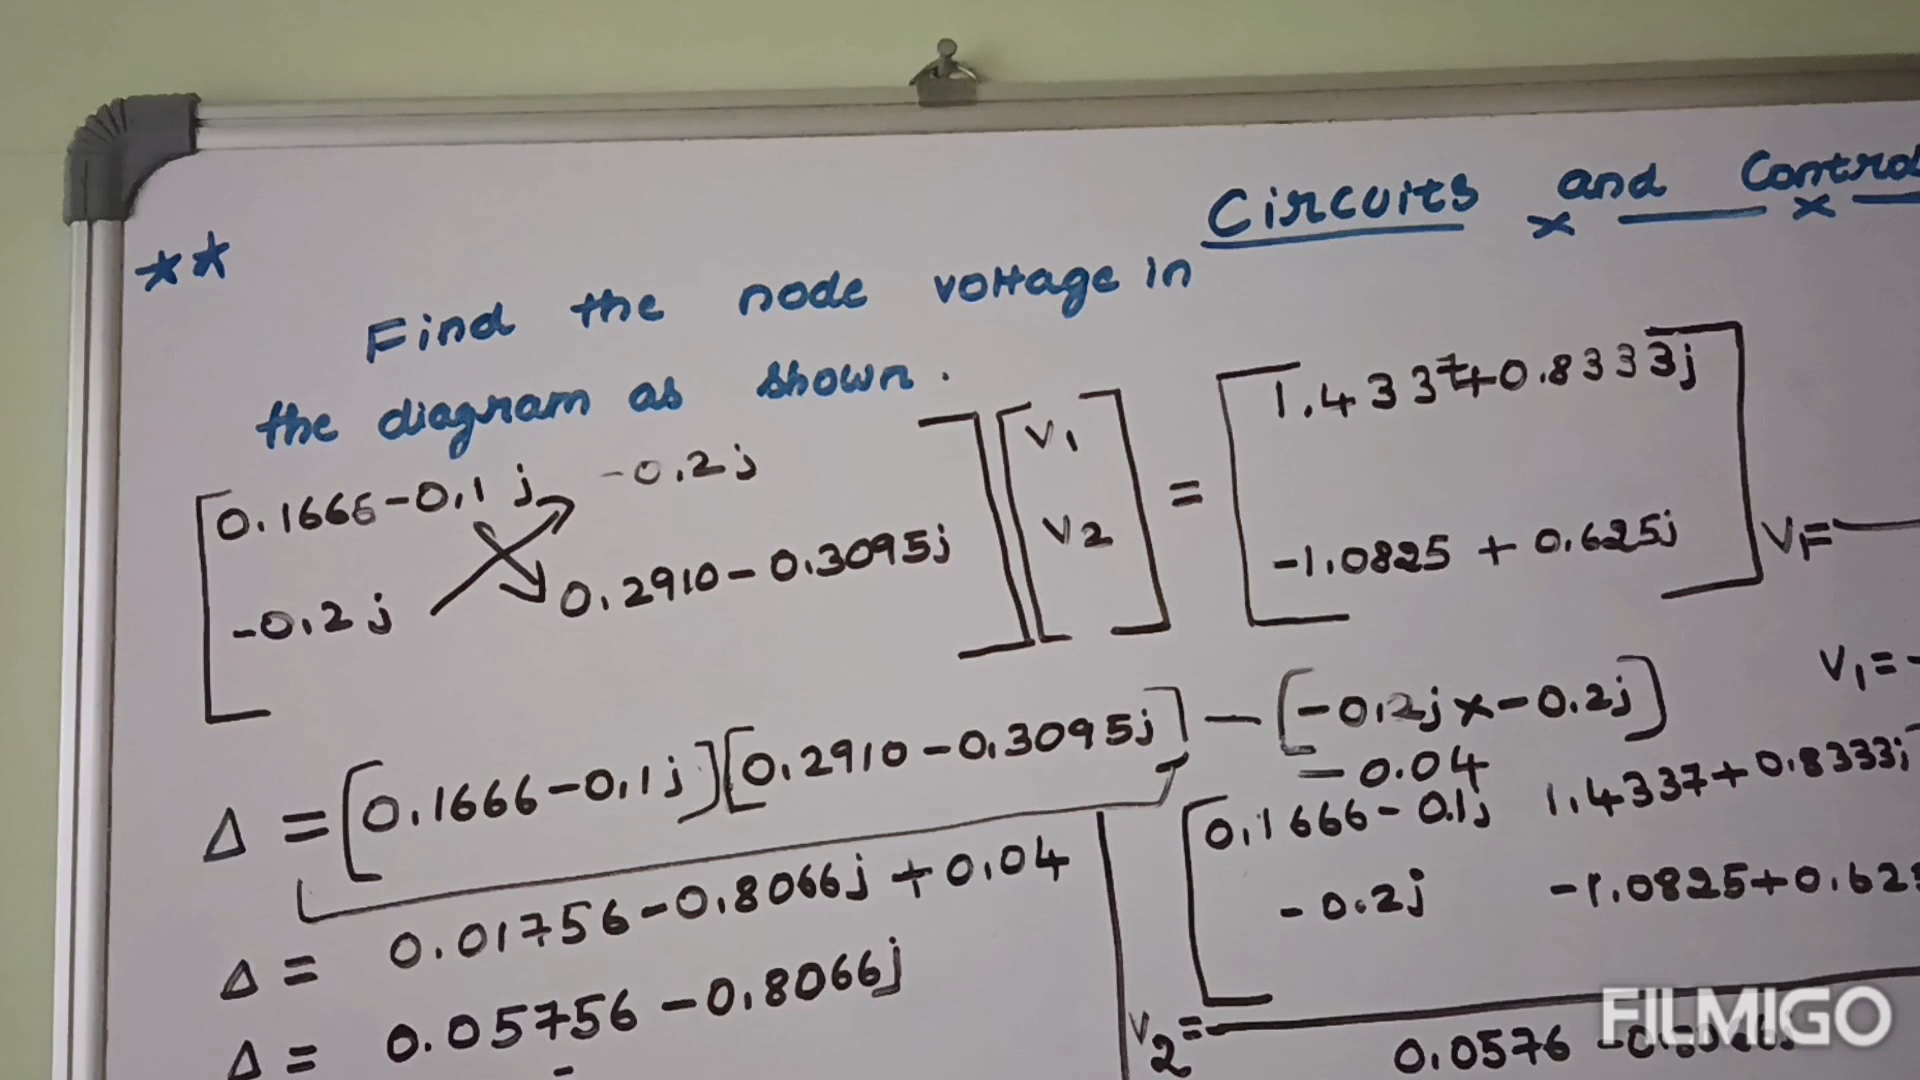 Circuits and Control
** Find the node voltage in
the diagram as shown.
[0.1666-0.1j -0.2j
-0.2j 0.2910-0.3095j] [V1
V2] = [1.4337+0.8333j
-1.0825+0.625j]
V1=
Δ = [0.1666-0.1j][0.2910-0.3095j] - [-0.2j×-0.2j]
-0.04
V1=
Δ = 0.01756-0.8066j+0.04
Δ = 0.05756-0.8066j
[0.1666-0.1j 1.4337+0.8333j
-0.2j -1.0825+0.625
V2=
0.0576
FILMIGO